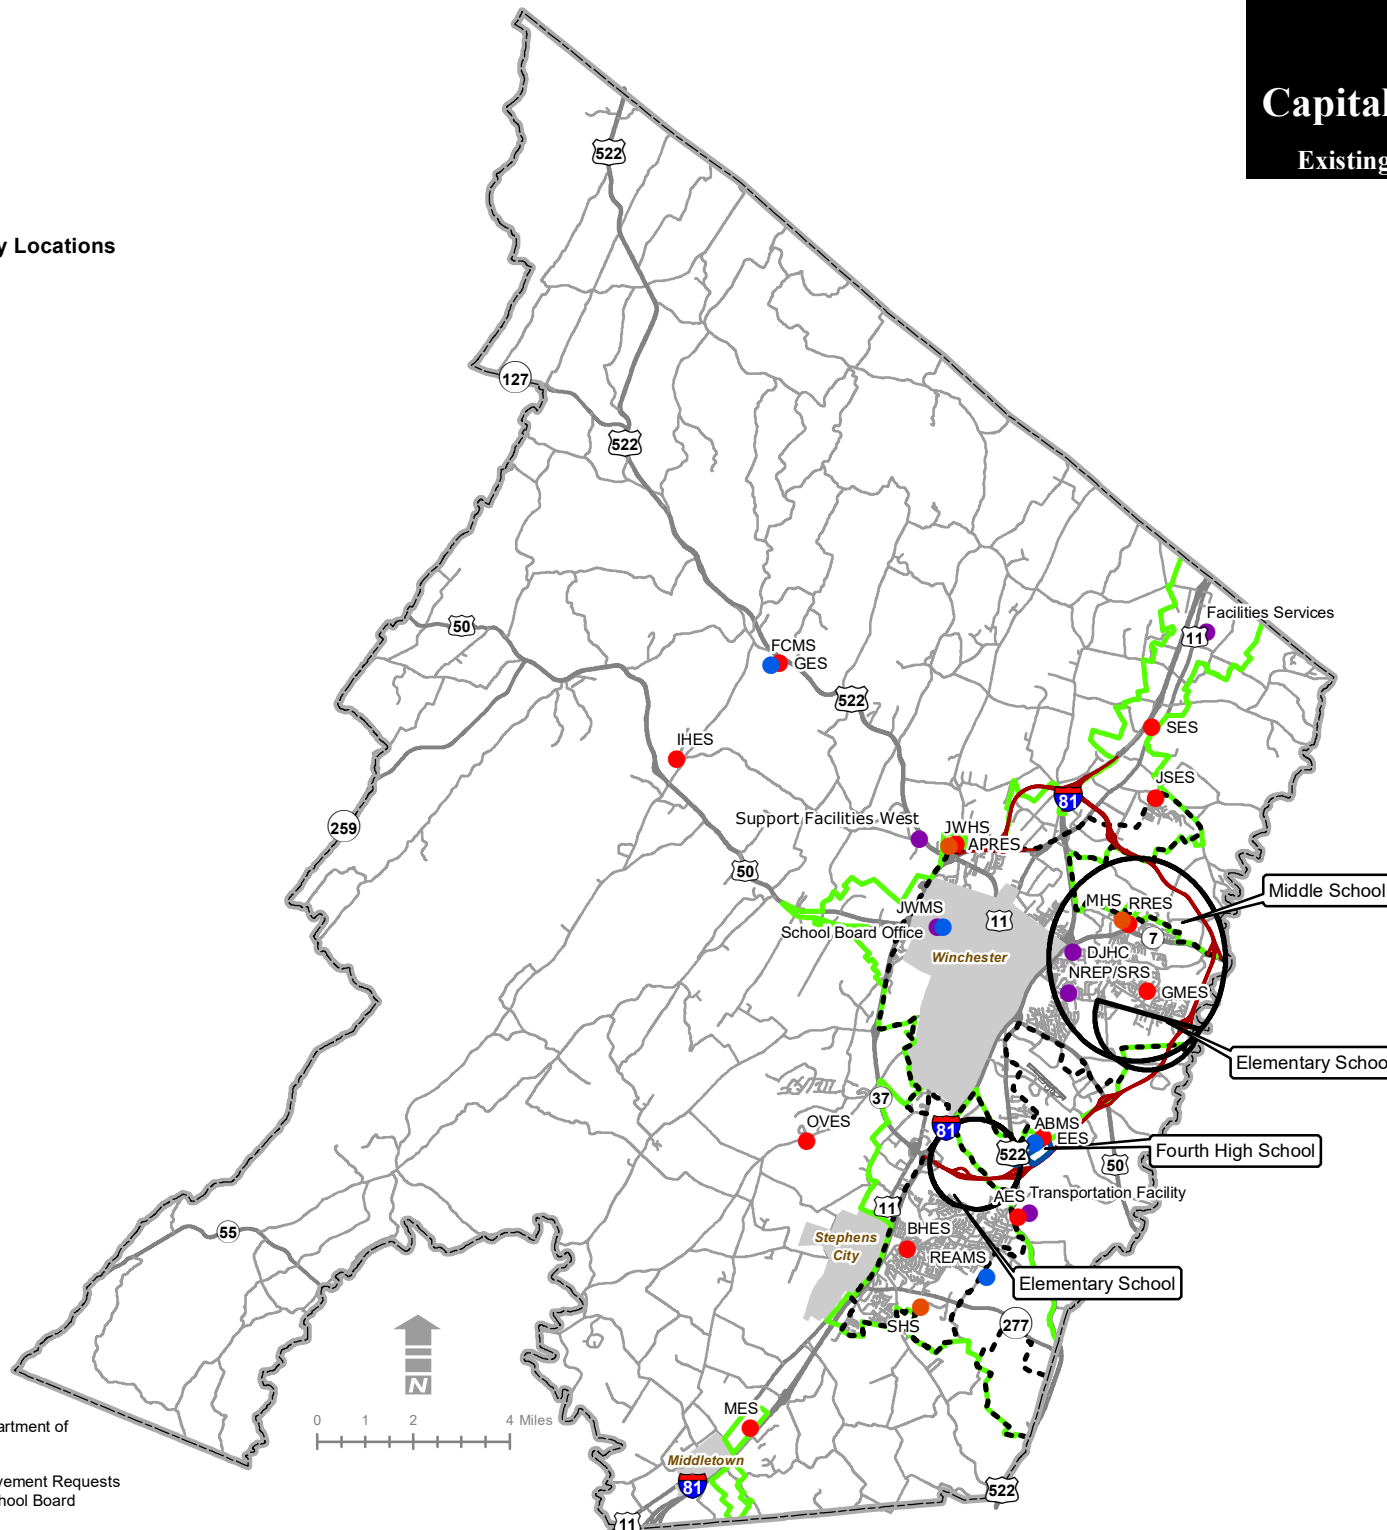 Capital
Existing
y Locations
522
127
522
50
Facilities Services
11
FCMS
GES
522
SES
IHES
JSES
81
259
Support Facilities West
JWHS
APRES
50
Middle School
MHS
RRES
JWMS
11
School Board Office
7
DJHC
Winchester
NREP/SRS
GMES
Elementary Schoo
37
OVES
81
ABMS
EES
522
Fourth High School
50
AES
Transportation Facility
11
BHES
55
Stephens
City
REAMS
Elementary School
SHS
277
N
0 1 2 4 Miles
MES
artment of
Middletown
vement Requests
81
522
hool Board
11